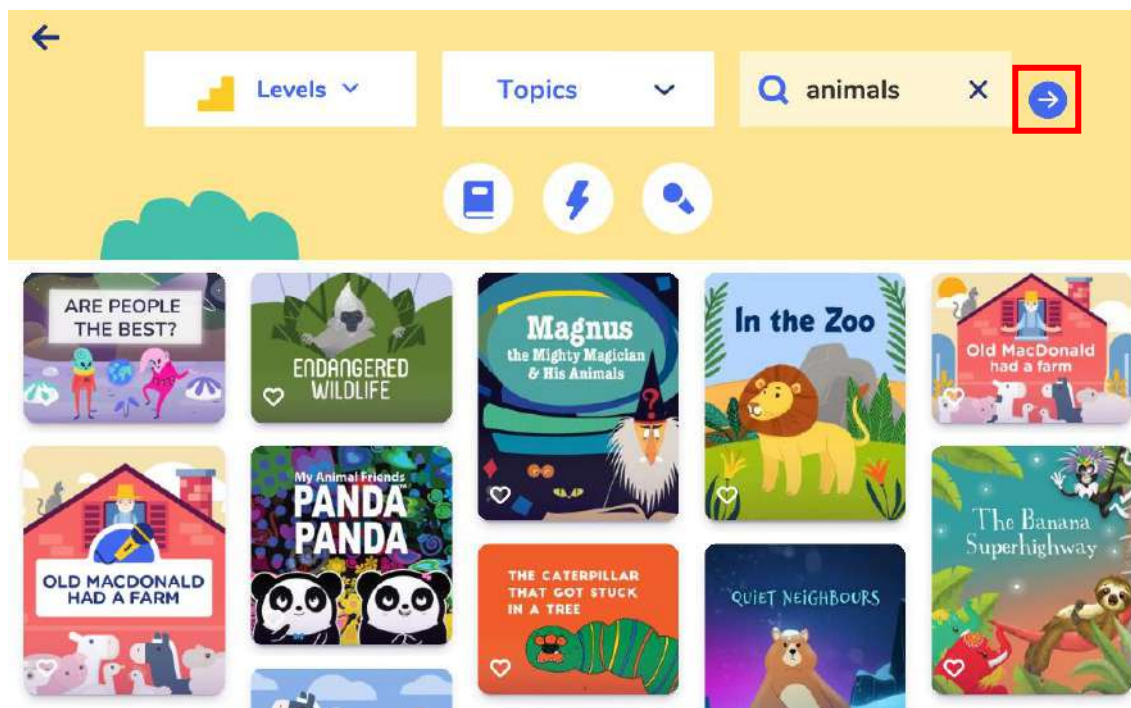 Levels
Topics
animals
ARE PEOPLE
THE BEST?
ENDANGERED
WILDLIFE
Magnus
the Mighty Magician
& His Animals
?
In the Zoo
Old MacDonald
had a farm
OLD MACDONALD
HAD A FARM
My Animal Friends
PANDA™
PANDA
THE CATERPILLAR
THAT GOT STUCK
IN A TREE
QUIET NEIGHBOURS
The Banana
Superhighway